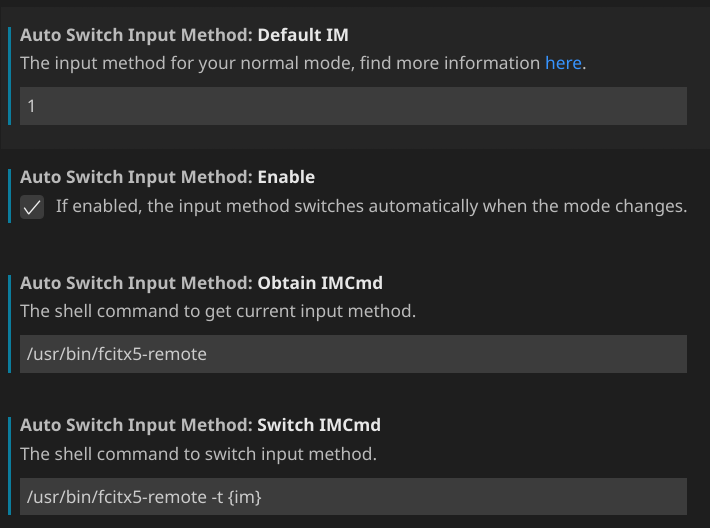 Auto Switch Input Method: Default IM
The input method for your normal mode, find more information here.
1
Auto Switch Input Method: Enable
If enabled, the input method switches automatically when the mode changes.
Auto Switch Input Method: Obtain IMCmd
The shell command to get current input method.
/usr/bin/fcitx5-remote
Auto Switch Input Method: Switch IMCmd
The shell command to switch input method.
/usr/bin/fcitx5-remote -t {im}